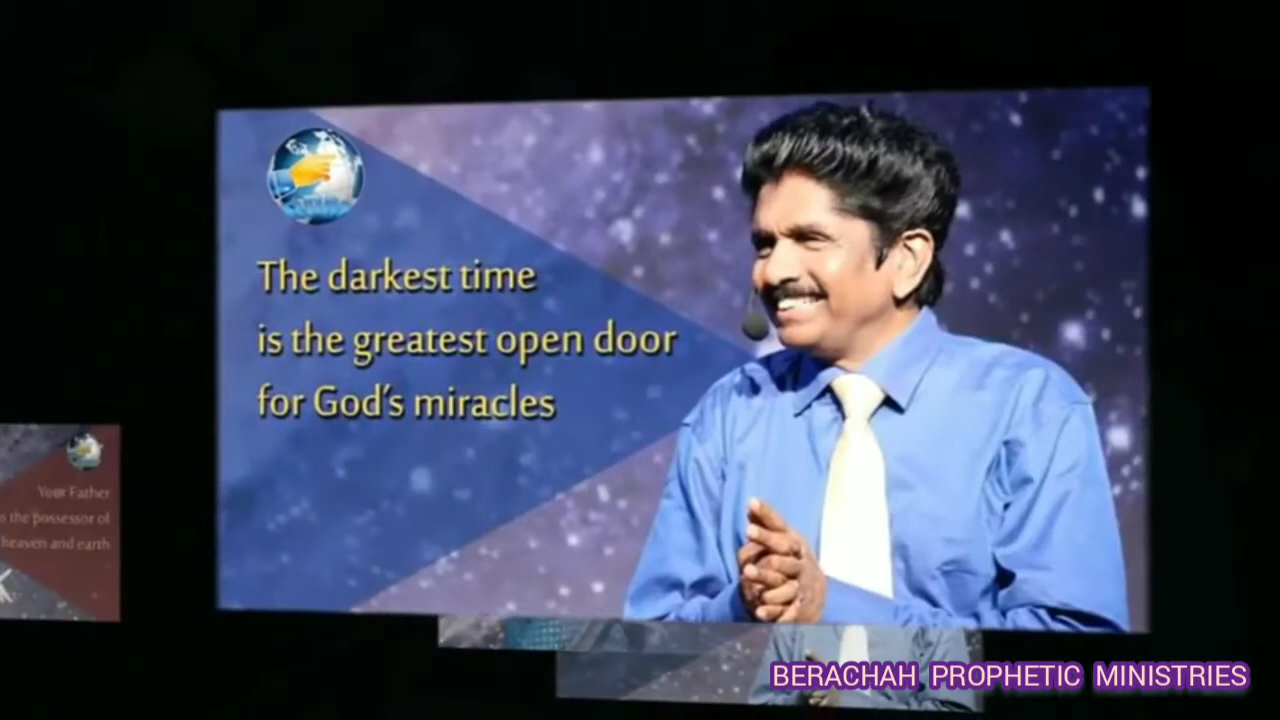 The darkest time
is the greatest open door
for God's miracles
Your Father
s the possessor of
heaven and earth
BERACHAH PROPHETIC MINISTRIES